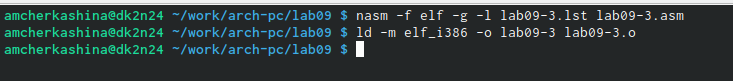 amcherkashina@dk2n24 ~/work/arch-pc/lab09 $ nasm -f elf -g -l lab09-3.lst lab09-3.asm
amcherkashina@dk2n24 ~/work/arch-pc/lab09 $ ld -m elf_i386 -o lab09-3 lab09-3.o
amcherkashina@dk2n24 ~/work/arch-pc/lab09 $